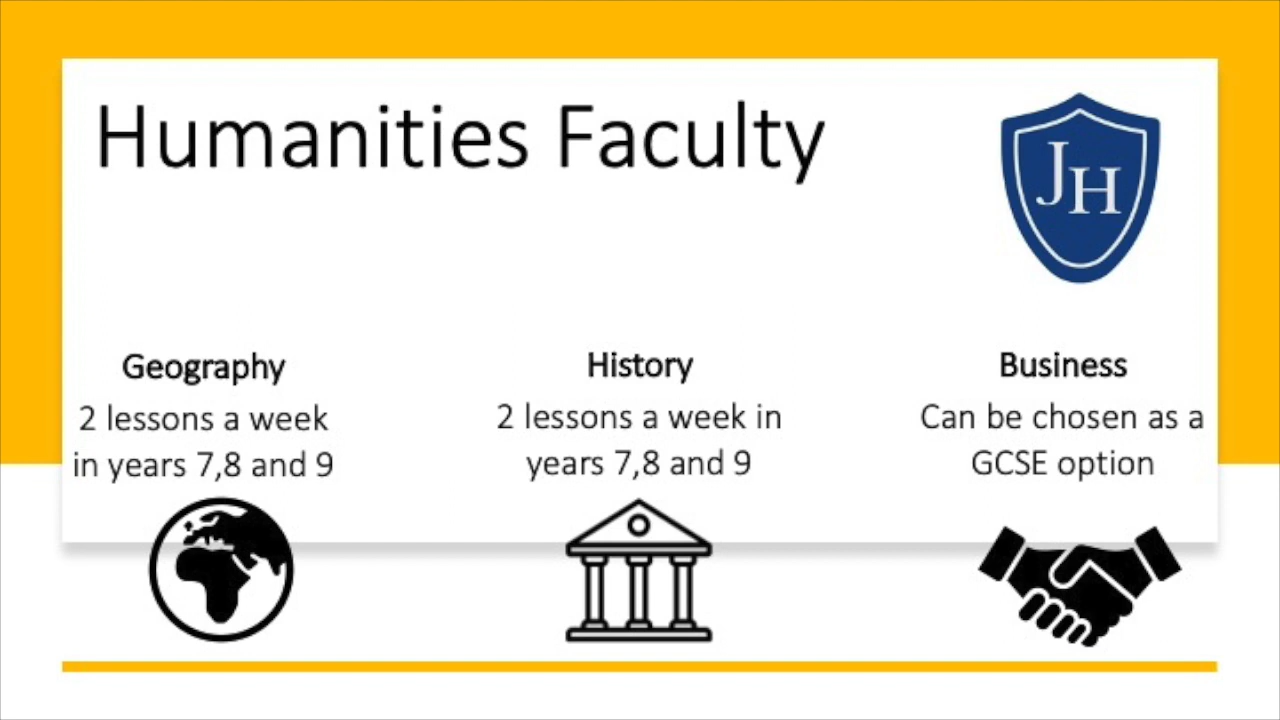 Humanities Faculty
JH
Geography
2 lessons a week
in years 7,8 and 9
History
2 lessons a week in
years 7,8 and 9
Business
Can be chosen as a
GCSE option